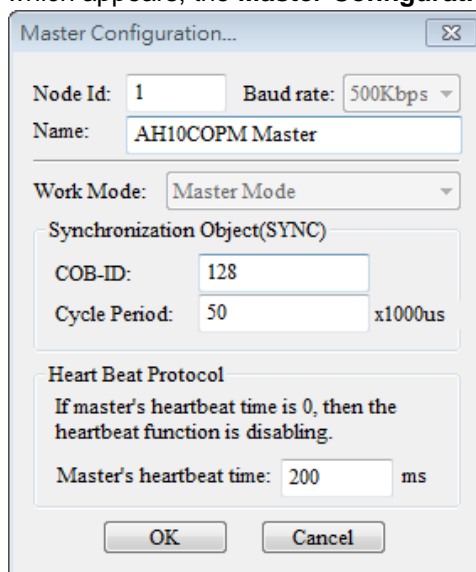 which appears, the Master Configurati
Master Configuration...
Node Id: 1 Baud rate: 500Kbps
Name: AH10COPM Master
Work Mode: Master Mode
Synchronization Object(SYNC)
COB-ID: 128
Cycle Period: 50 x1000us
Heart Beat Protocol
If master's heartbeat time is 0, then the
heartbeat function is disabling.
Master's heartbeat time: 200 ms
OK Cancel